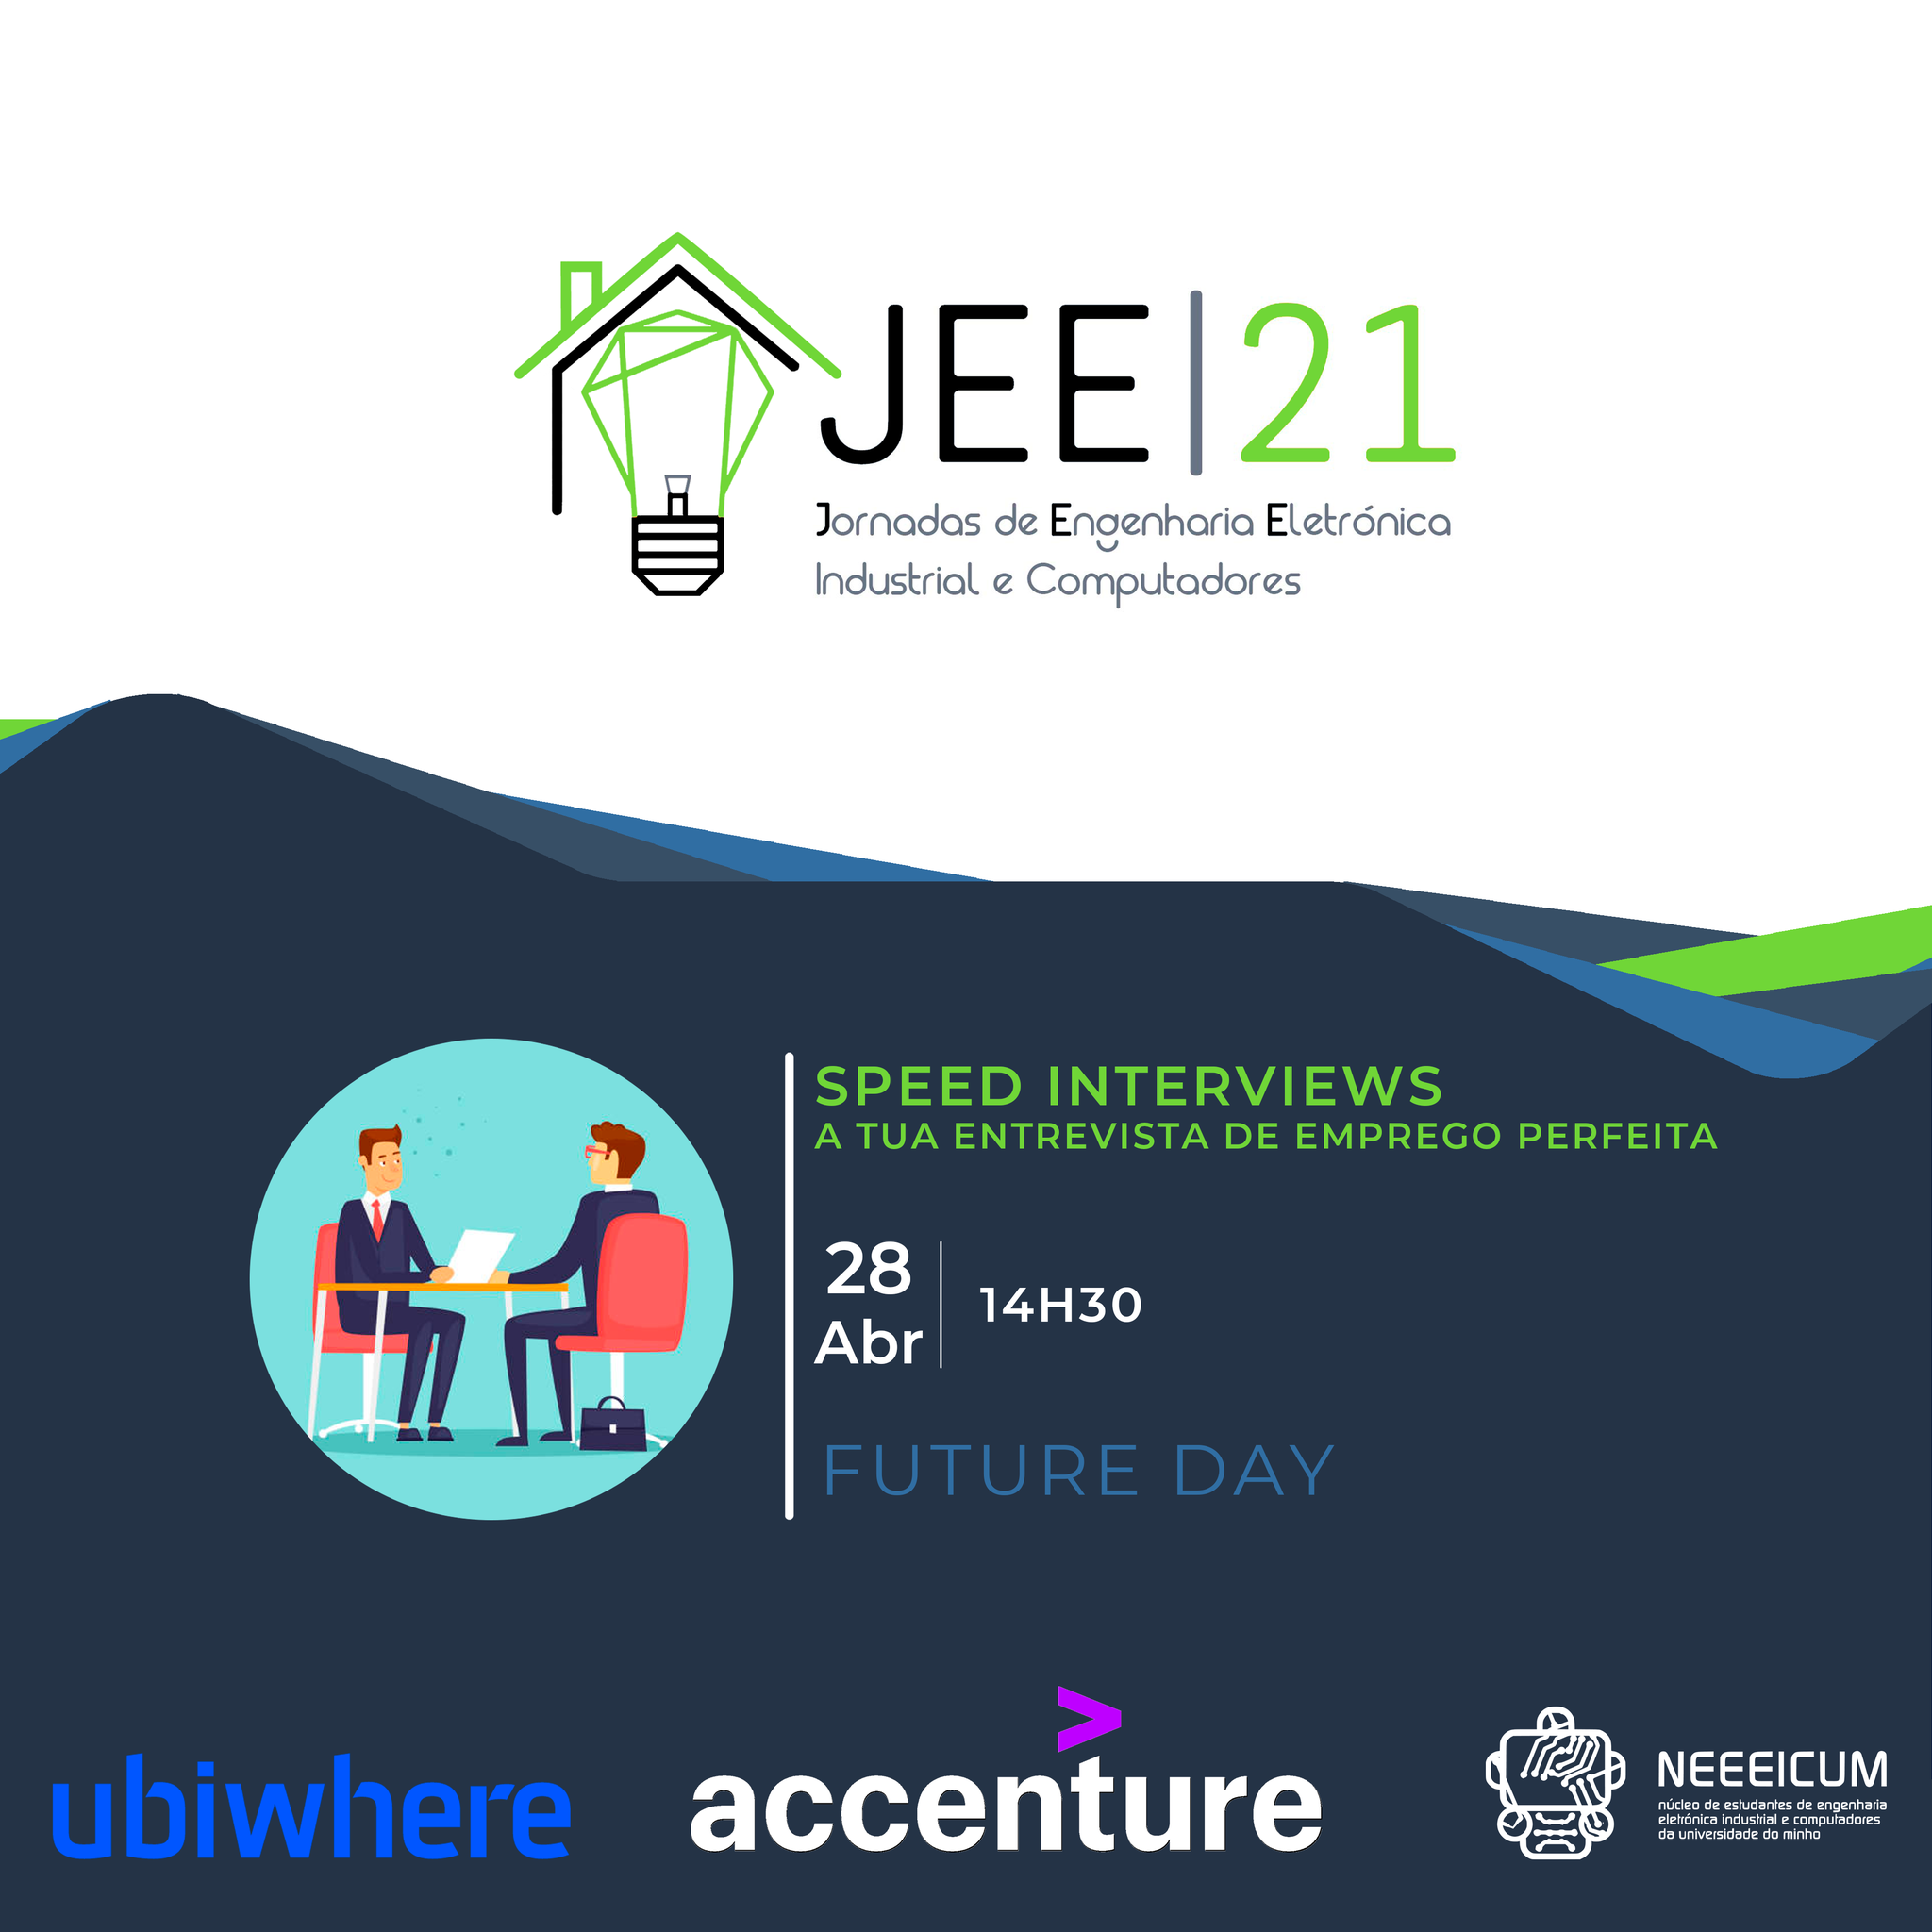 JEE|21
Jornadas de Engenharia Eletrónica
Industrial e Computadores
SPEED INTERVIEWS
A TUA ENTREVISTA DE EMPREGO PERFEITA
28
Abr
14H30
FUTURE DAY
ubiwhere
accenture
NEEEICUM
núcleo de estudantes de engenharia
eletrónica industrial e computadores
da universidade do minho